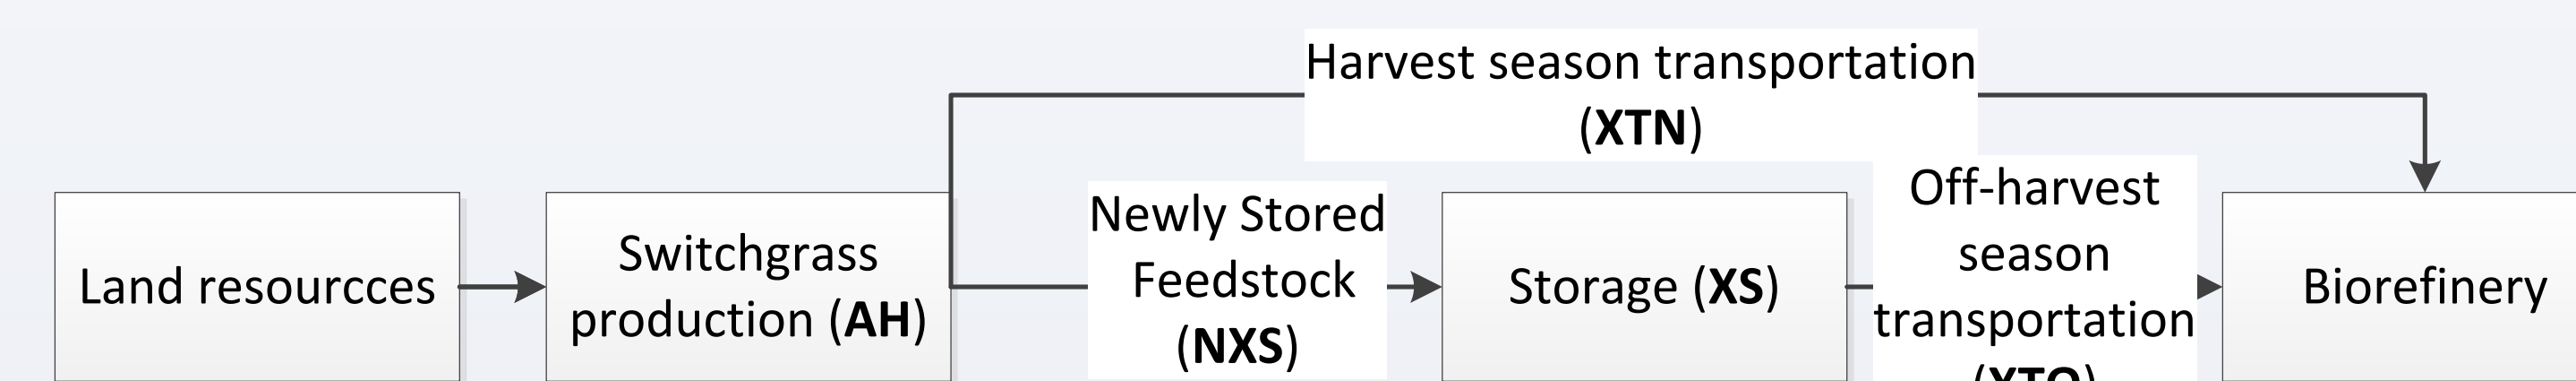 Harvest season transportation
(XTN)
Land resourcces
Switchgrass
production (AH)
Newly Stored
Feedstock
(NXS)
Storage (XS)
Off-harvest
season
transportation
Biorefinery